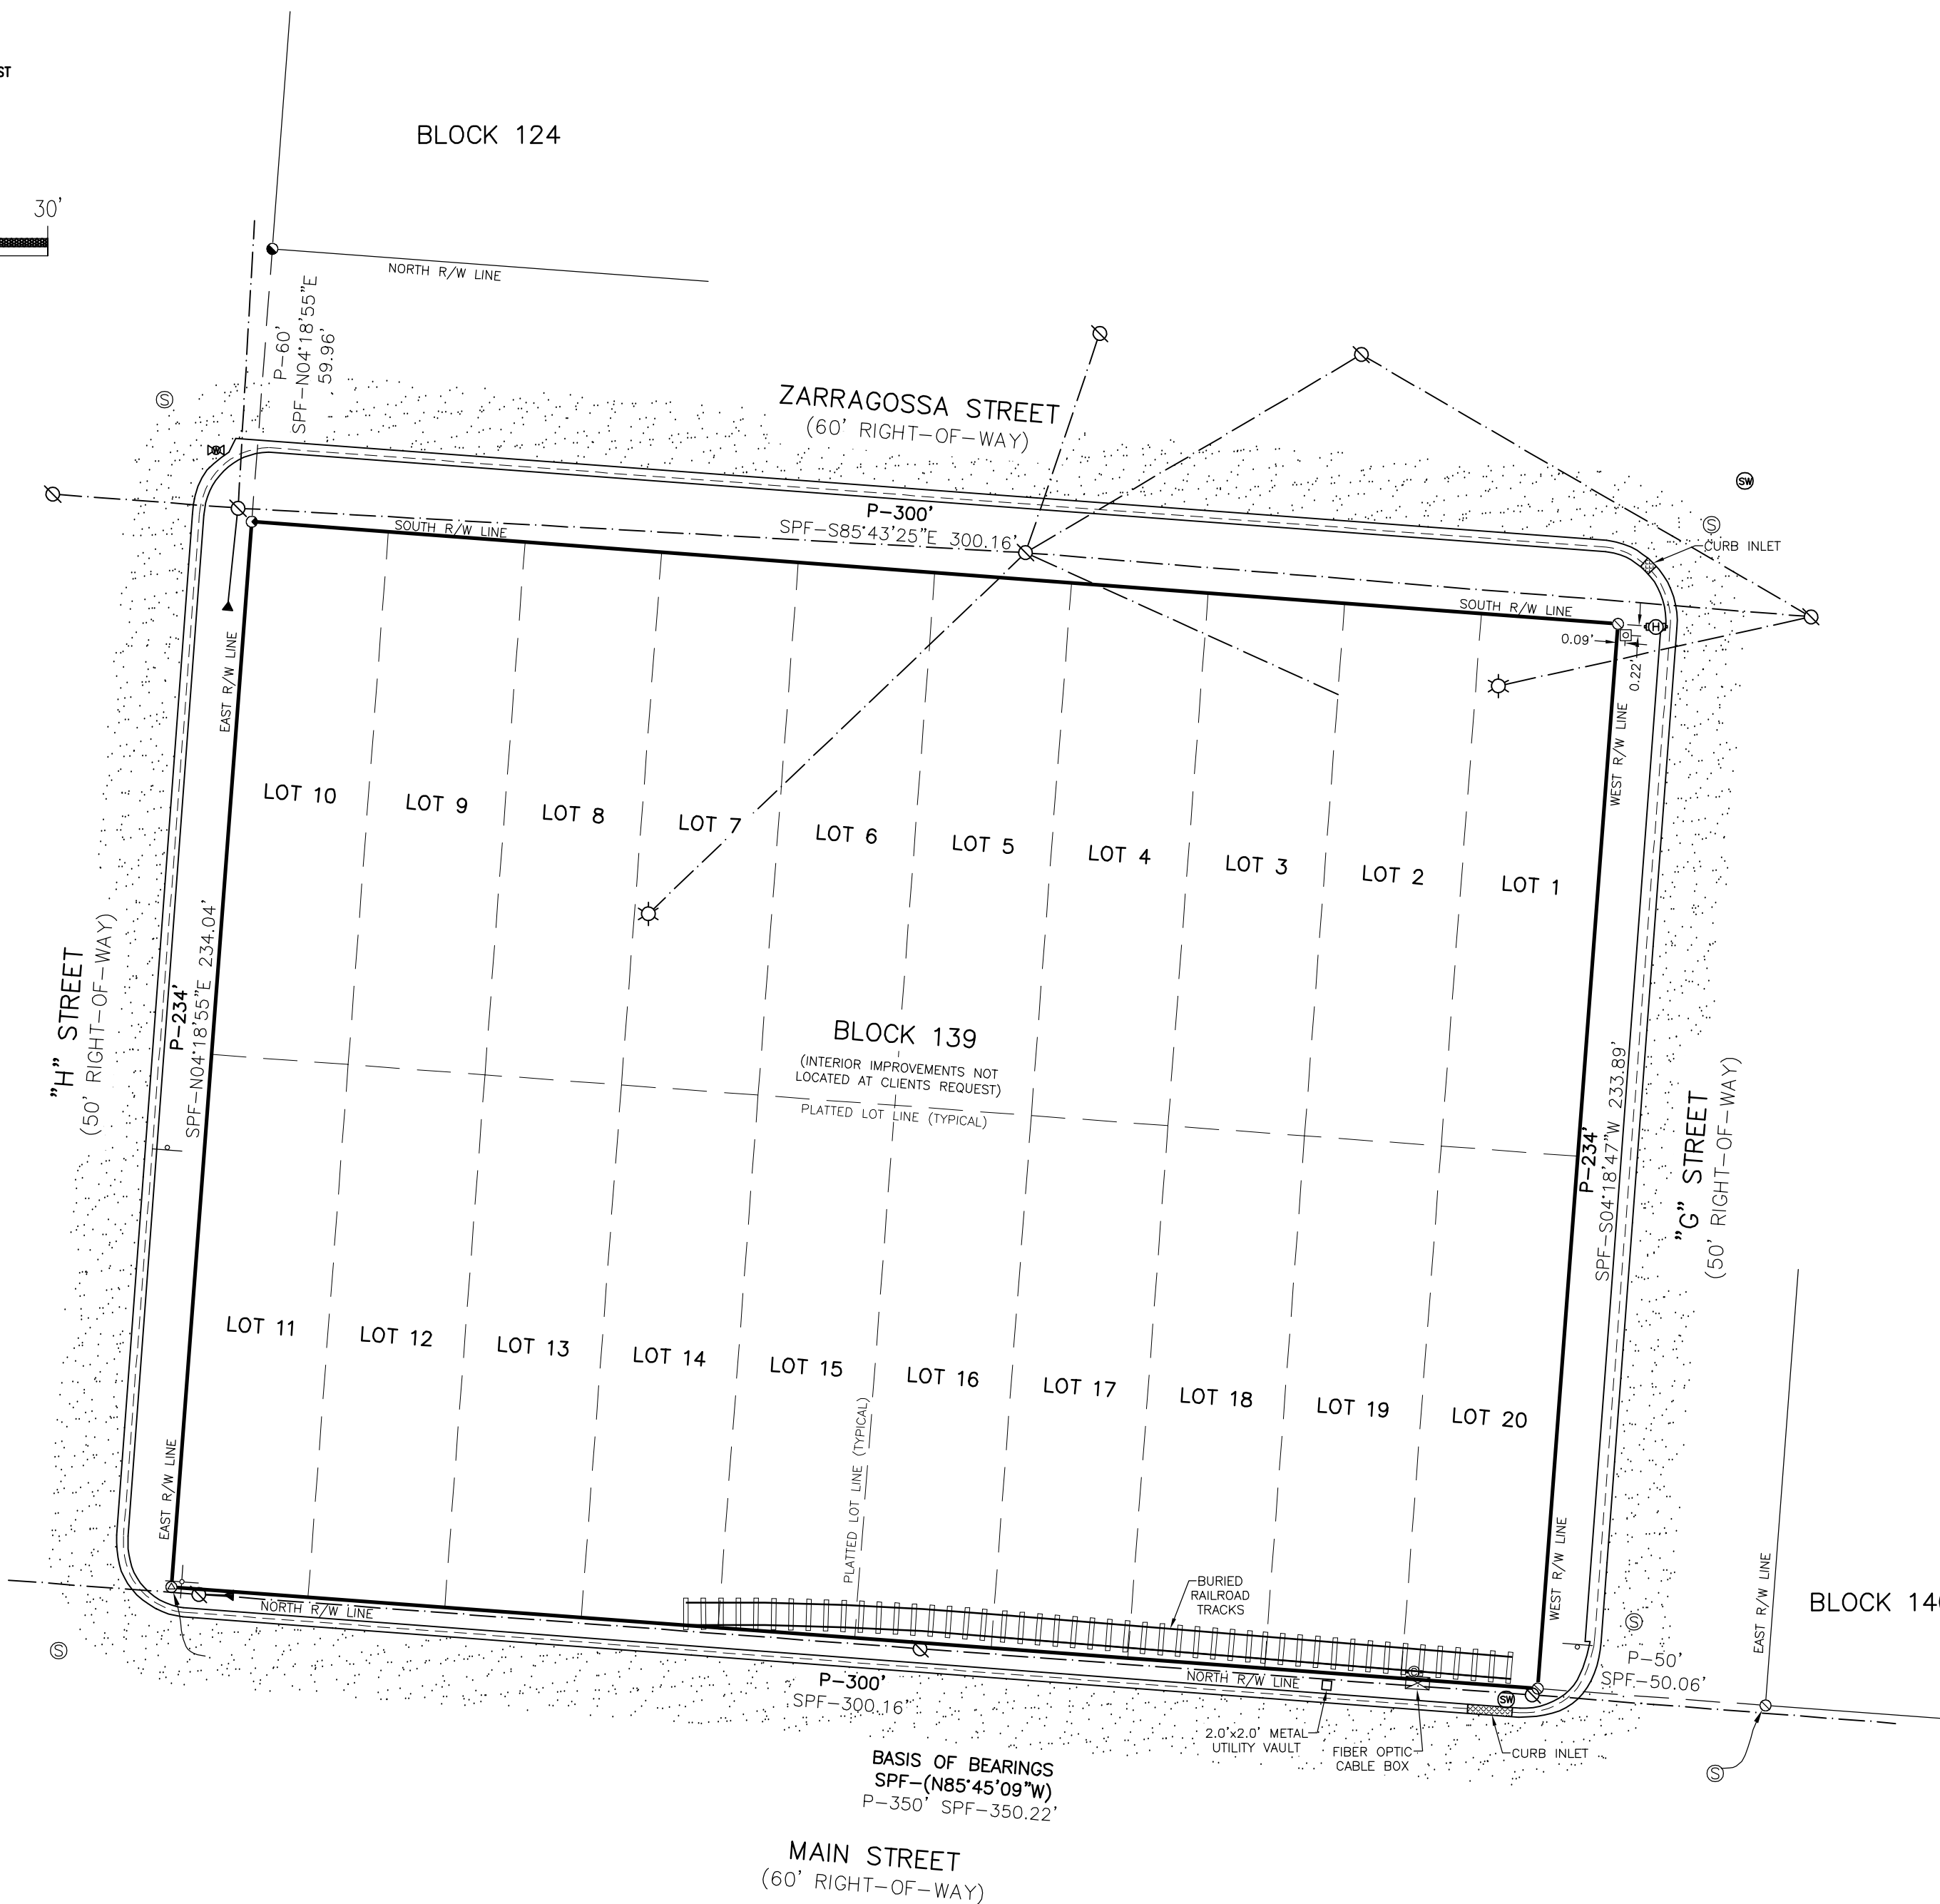 ST
30'
BLOCK 124
NORTH R/W LINE
P-60'
SPF-N04°18'55"E
59.96'
S
ZARRAGOSSA STREET
(60' RIGHT-OF-WAY)
W
SW
S
CURB INLET
P-300'
SPF-S85°43'25"E 300.16'
SOUTH R/W LINE
SOUTH R/W LINE
H
0.09'
0.22'
EAST R/W LINE
WEST R/W LINE
LOT 10
LOT 9
LOT 8
LOT 7
LOT 6
LOT 5
LOT 4
LOT 3
LOT 2
LOT 1
"H" STREET
(50' RIGHT-OF-WAY)
P-234'
SPF-N04°18'55"E 234.04'
BLOCK 139
(INTERIOR IMPROVEMENTS NOT
LOCATED AT CLIENTS REQUEST)
PLATTED LOT LINE (TYPICAL)
P-234'
SPF-S04°18'47"W 233.89'
"G" STREET
(50' RIGHT-OF-WAY)
LOT 11
LOT 12
LOT 13
LOT 14
LOT 15
LOT 16
LOT 17
LOT 18
LOT 19
LOT 20
PLATTED LOT LINE (TYPICAL)
EAST R/W LINE
WEST R/W LINE
EAST R/W LINE
BURIED
RAILROAD
TRACKS
BLOCK 14
NORTH R/W LINE
S
S
P-50'
SPF-50.06'
P-300'
SPF-300.16'
NORTH R/W LINE
SW
2.0'x2.0' METAL
UTILITY VAULT
FIBER OPTIC
CABLE BOX
CURB INLET
S
BASIS OF BEARINGS
SPF-(N85°45'09"W)
P-350' SPF-350.22'
MAIN STREET
(60' RIGHT-OF-WAY)